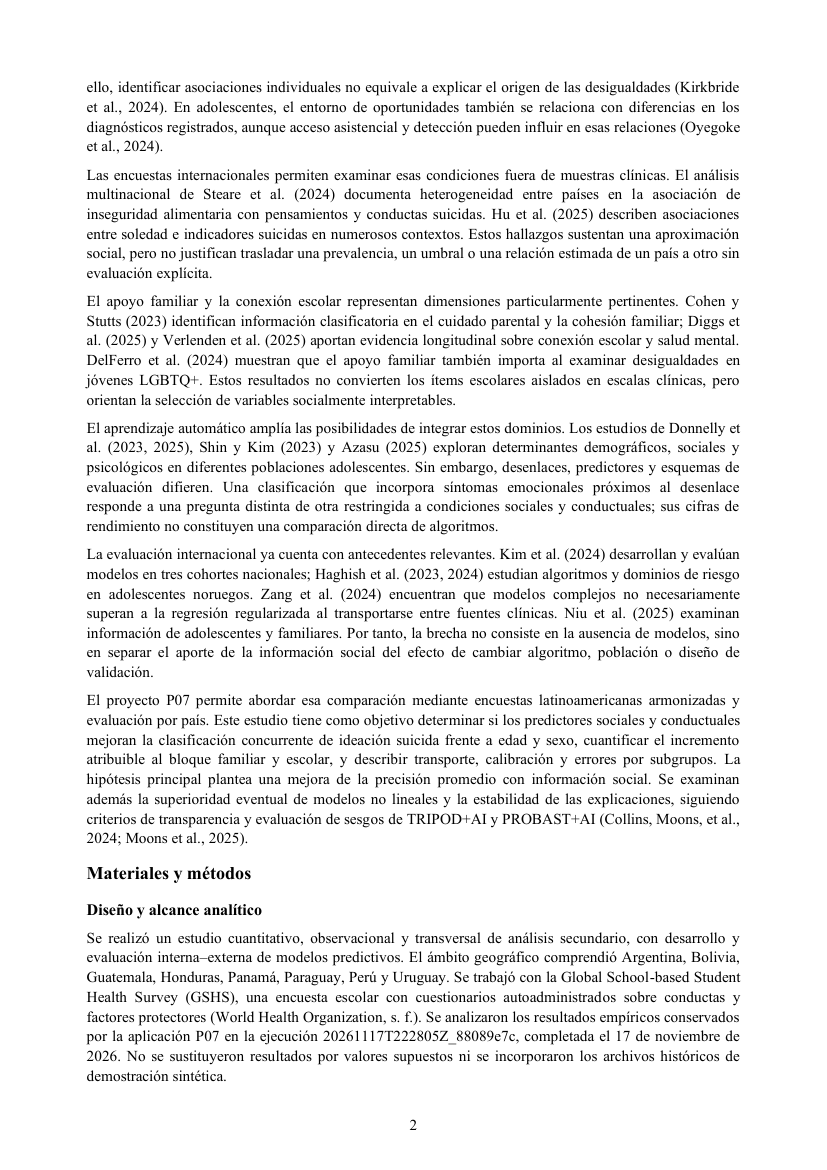 ello, identificar asociaciones individuales no equivale a explicar el origen de las desigualdades (Kirkbride
et al., 2024). En adolescentes, el entorno de oportunidades también se relaciona con diferencias en los
diagnósticos registrados, aunque acceso asistencial y detección pueden influir en esas relaciones (Oyegoke
et al., 2024).
Las encuestas internacionales permiten examinar esas condiciones fuera de muestras clínicas. El análisis
multinacional de Steare et al. (2024) documenta heterogeneidad entre países en la asociación de
inseguridad alimentaria con pensamientos y conductas suicidas. Hu et al. (2025) describen asociaciones
entre soledad e indicadores suicidas en numerosos contextos. Estos hallazgos sustentan una aproximación
social, pero no justifican trasladar una prevalencia, un umbral o una relación estimada de un país a otro sin
evaluación explícita.
El apoyo familiar y la conexión escolar representan dimensiones particularmente pertinentes. Cohen y
Stutts (2023) identifican información clasificatoria en el cuidado parental y la cohesión familiar; Diggs et
al. (2025) y Verlenden et al. (2025) aportan evidencia longitudinal sobre conexión escolar y salud mental.
DelFerro et al. (2024) muestran que el apoyo familiar también importa al examinar desigualdades en
jóvenes LGBTQ+. Estos resultados no convierten los ítems escolares aislados en escalas clínicas, pero
orientan la selección de variables socialmente interpretables.
El aprendizaje automático amplía las posibilidades de integrar estos dominios. Los estudios de Donnelly et
al. (2023, 2025), Shin y Kim (2023) y Azasu (2025) exploran determinantes demográficos, sociales y
psicológicos en diferentes poblaciones adolescentes. Sin embargo, desenlaces, predictores y esquemas de
evaluación difieren. Una clasificación que incorpora síntomas emocionales próximos al desenlace
responde a una pregunta distinta de otra restringida a condiciones sociales y conductuales; sus cifras de
rendimiento no constituyen una comparación directa de algoritmos.
La evaluación internacional ya cuenta con antecedentes relevantes. Kim et al. (2024) desarrollan y evalúan
modelos en tres cohortes nacionales; Haghish et al. (2023, 2024) estudian algoritmos y dominios de riesgo
en adolescentes noruegos. Zang et al. (2024) encuentran que modelos complejos no necesariamente
superan a la regresión regularizada al transportarse entre fuentes clínicas. Niu et al. (2025) examinan
información de adolescentes y familiares. Por tanto, la brecha no consiste en la ausencia de modelos, sino
en separar el aporte de la información social del efecto de cambiar algoritmo, población o diseño de
validación.
El proyecto P07 permite abordar esa comparación mediante encuestas latinoamericanas armonizadas y
evaluación por país. Este estudio tiene como objetivo determinar si los predictores sociales y conductuales
mejoran la clasificación concurrente de ideación suicida frente a edad y sexo, cuantificar el incremento
atribuible al bloque familiar y escolar, y describir transporte, calibración y errores por subgrupos. La
hipótesis principal plantea una mejora de la precisión promedio con información social. Se examinan
además la superioridad eventual de modelos no lineales y la estabilidad de las explicaciones, siguiendo
criterios de transparencia y evaluación de sesgos de TRIPOD+AI y PROBAST+AI (Collins, Moons, et al.,
2024; Moons et al., 2025).
Materiales y métodos
Diseño y alcance analítico
Se realizó un estudio cuantitativo, observacional y transversal de análisis secundario, con desarrollo y
evaluación interna–externa de modelos predictivos. El ámbito geográfico comprendió Argentina, Bolivia,
Guatemala, Honduras, Panamá, Paraguay, Perú y Uruguay. Se trabajó con la Global School-based Student
Health Survey (GSHS), una encuesta escolar con cuestionarios autoadministrados sobre conductas y
factores protectores (World Health Organization, s. f.). Se analizaron los resultados empíricos conservados
por la aplicación P07 en la ejecución 20261117T222805Z_88089e7c, completada el 17 de noviembre de
2026. No se sustituyeron resultados por valores supuestos ni se incorporaron los archivos históricos de
demostración sintética.
2